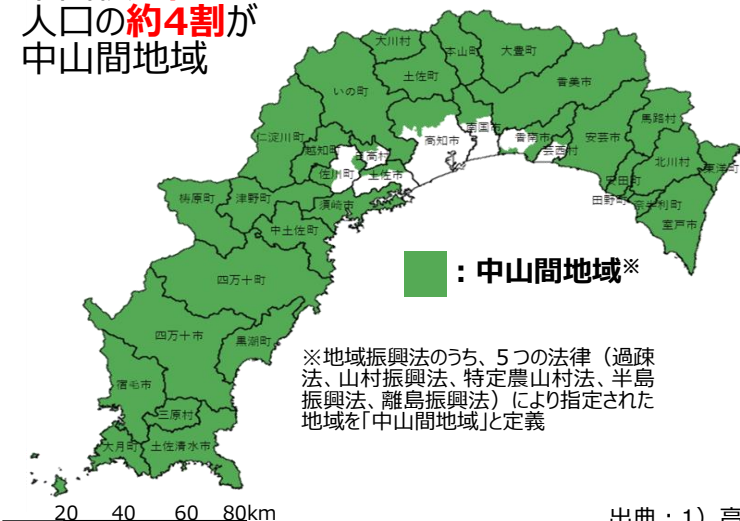 人口の約4割が
中山間地域
大川村
本山町
大豊町
土佐町
いの町
香美市
馬路村
仁淀川町
越知町
日高村
高知市
南国市
香南市
安芸市
芸西村
北川村
東洋町
佐川町
土佐市
安田町
田野町
奈半利町
室戸市
梼原町
津野町
須崎市
中土佐町
：中山間地域※
四万十町
四万十市
黒潮町
※地域振興法のうち、５つの法律（過疎
法、山村振興法、特定農山村法、半島
振興法、離島振興法）により指定された
地域を「中山間地域」と定義
宿毛市
三原村
大月町
土佐清水市
20 40 60 80km
出典：1）高